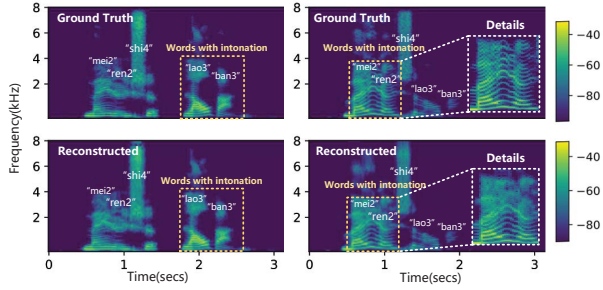 8
Ground Truth
6
"shi4"
4
"mei2"
"ren2"
Words with intonation
"lao3"
"ban3"
2
8
Ground Truth
6
"shi4"
Words with intonation
4
"mei2"
"ren2"
"lao3"
"ban3"
2
Details
−40
−60
−80
Frequency(kHz)
8
Reconstructed
6
"shi4"
4
"mei2"
"ren2"
Words with intonation
"lao3"
"ban3"
2
0
1
2
3
Time(secs)
8
Reconstructed
6
"shi4"
Words with intonation
4
"mei2"
"ren2"
"lao3"
"ban3"
2
Details
0
1
2
3
Time(secs)
−40
−60
−80